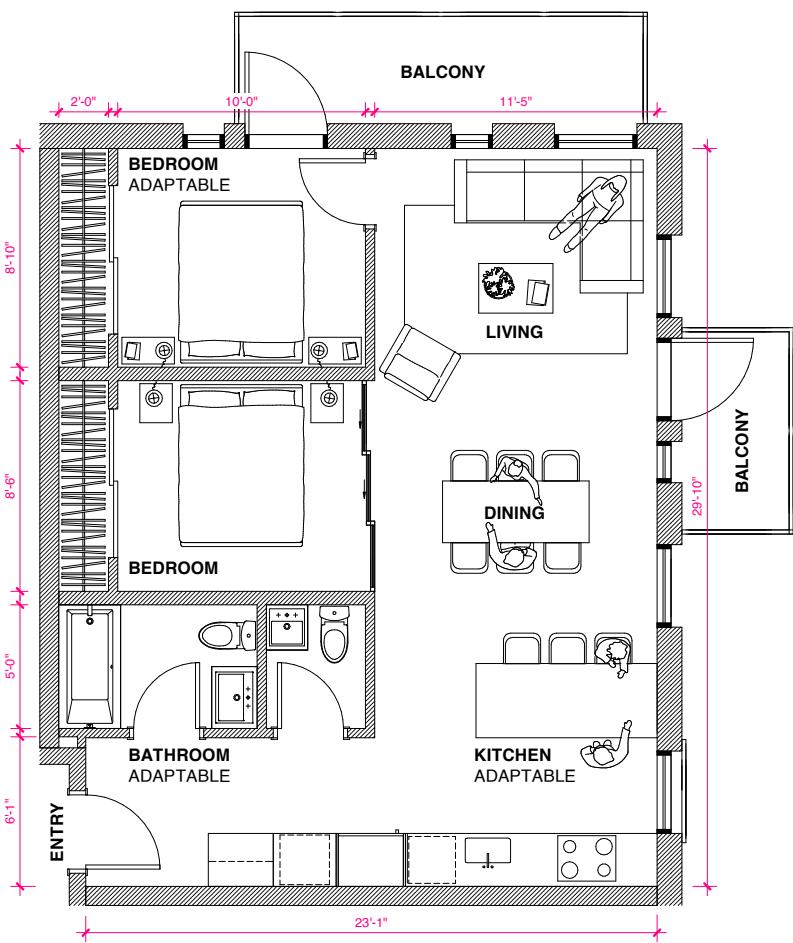 BALCONY
2'-0"
10'-0"
11'-5"
BEDROOM
ADAPTABLE
8'-10"
LIVING
BALCONY
8'-6"
29'-10"
DINING
BEDROOM
5'-0"
BATHROOM
ADAPTABLE
KITCHEN
ADAPTABLE
6'-1"
ENTRY
23'-1"